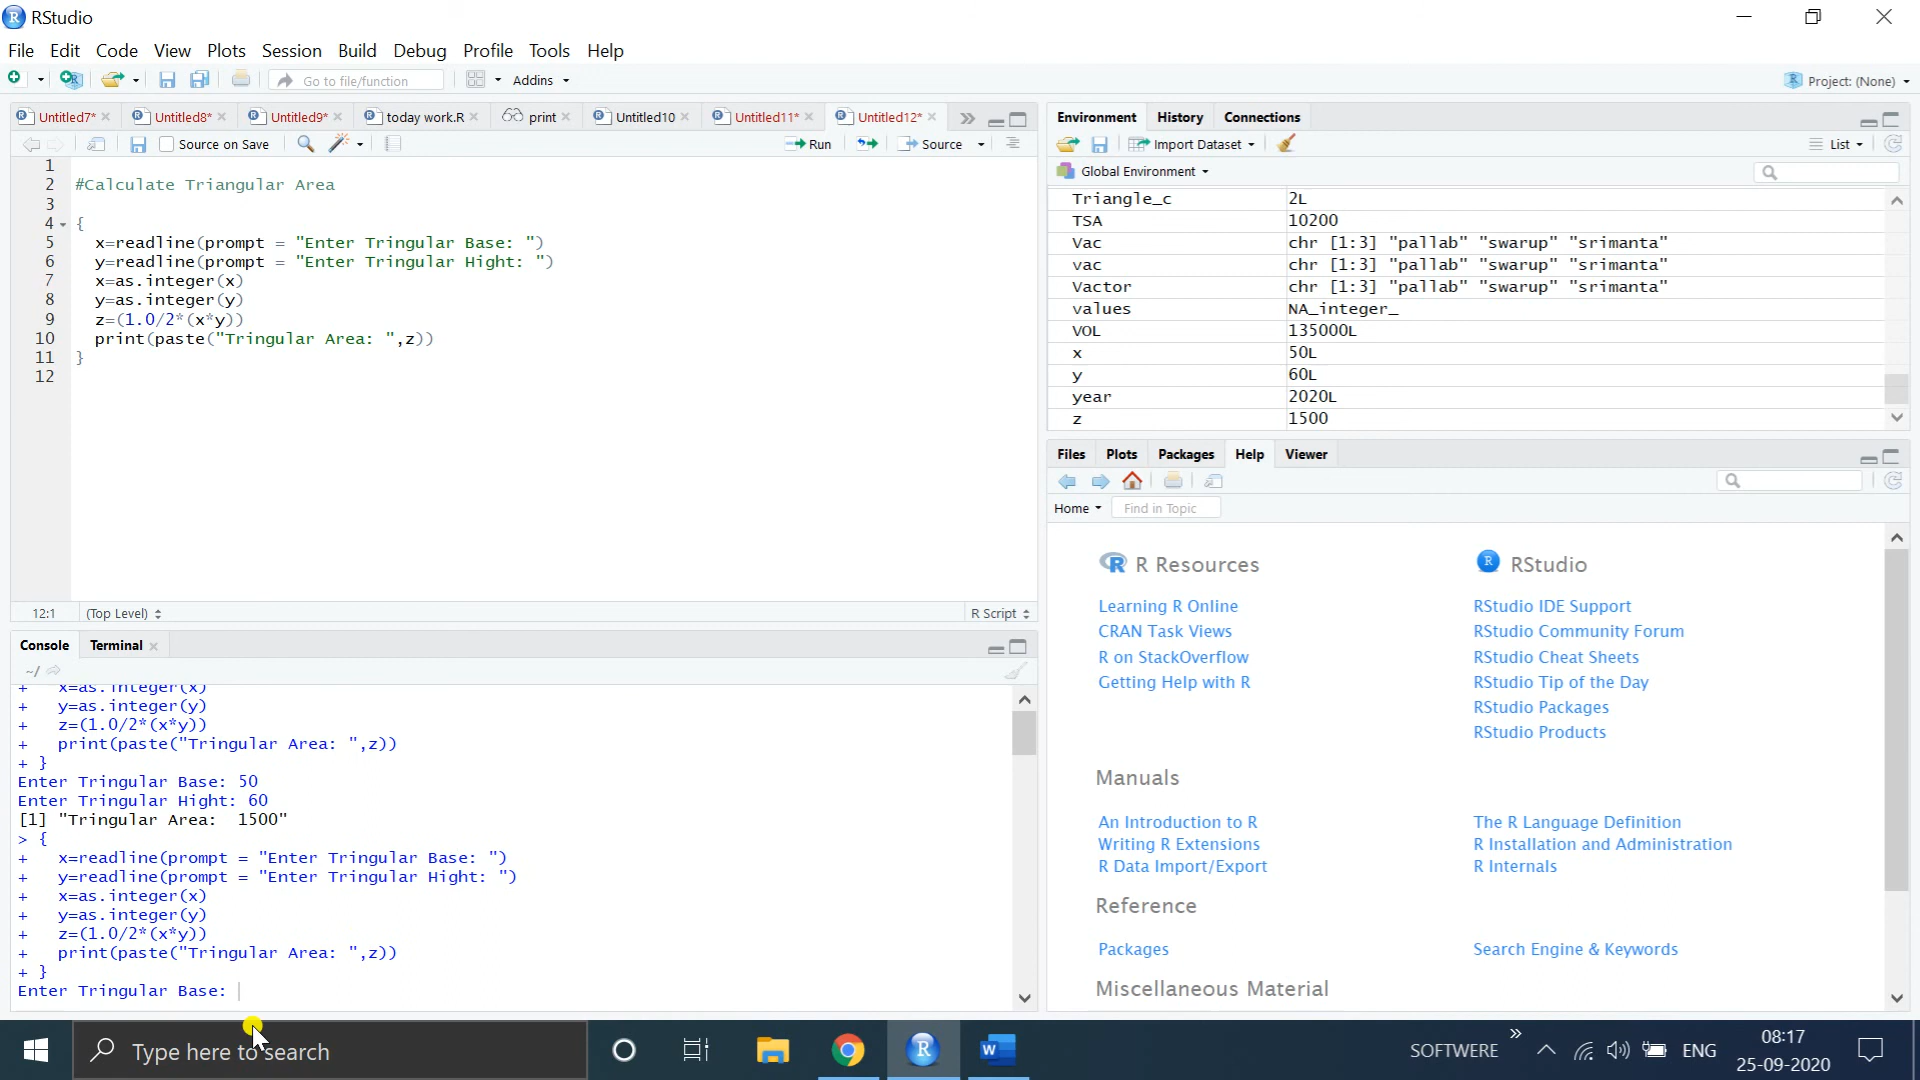 RStudio
File Edit Code View Plots Session Build Debug Profile Tools Help
Go to file/function Addins Project: (None)
Untitled7* Untitled8* Untitled9* today work.R print Untitled10 Untitled11* Untitled12*
Source on Save Run Source
1
2 #Calculate Triangular Area
3
4 {
5 x=readline(prompt = "Enter Tringular Base: ")
6 y=readline(prompt = "Enter Tringular Hight: ")
7 x=as.integer(x)
8 y=as.integer(y)
9 z=(1.0/2*(x*y))
10 print(paste("Tringular Area: ",z))
11 }
12
12:1 (Top Level) R Script
Console Terminal
~/
+ x=as.integer(x)
+ y=as.integer(y)
+ z=(1.0/2*(x*y))
+ print(paste("Tringular Area: ",z))
+ }
Enter Tringular Base: 50
Enter Tringular Hight: 60
[1] "Tringular Area:  1500"
> {
+ x=readline(prompt = "Enter Tringular Base: ")
+ y=readline(prompt = "Enter Tringular Hight: ")
+ x=as.integer(x)
+ y=as.integer(y)
+ z=(1.0/2*(x*y))
+ print(paste("Tringular Area: ",z))
+ }
Enter Tringular Base:
Environment History Connections
Import Dataset List
Global Environment
Triangle_c 2L
TSA 10200
Vac chr [1:3] "pallab" "swarup" "srimanta"
vac chr [1:3] "pallab" "swarup" "srimanta"
Vactor chr [1:3] "pallab" "swarup" "srimanta"
values NA_integer_
VOL 135000L
x 50L
y 60L
year 2020L
z 1500
Files Plots Packages Help Viewer
Home Find in Topic
R Resources
Learning R Online
CRAN Task Views
R on StackOverflow
Getting Help with R
RStudio
RStudio IDE Support
RStudio Community Forum
RStudio Cheat Sheets
RStudio Tip of the Day
RStudio Packages
RStudio Products
Manuals
An Introduction to R
Writing R Extensions
R Data Import/Export
The R Language Definition
R Installation and Administration
R Internals
Reference
Packages
Search Engine & Keywords
Miscellaneous Material
Type here to search
SOFTWERE ENG 08:17
25-09-2020